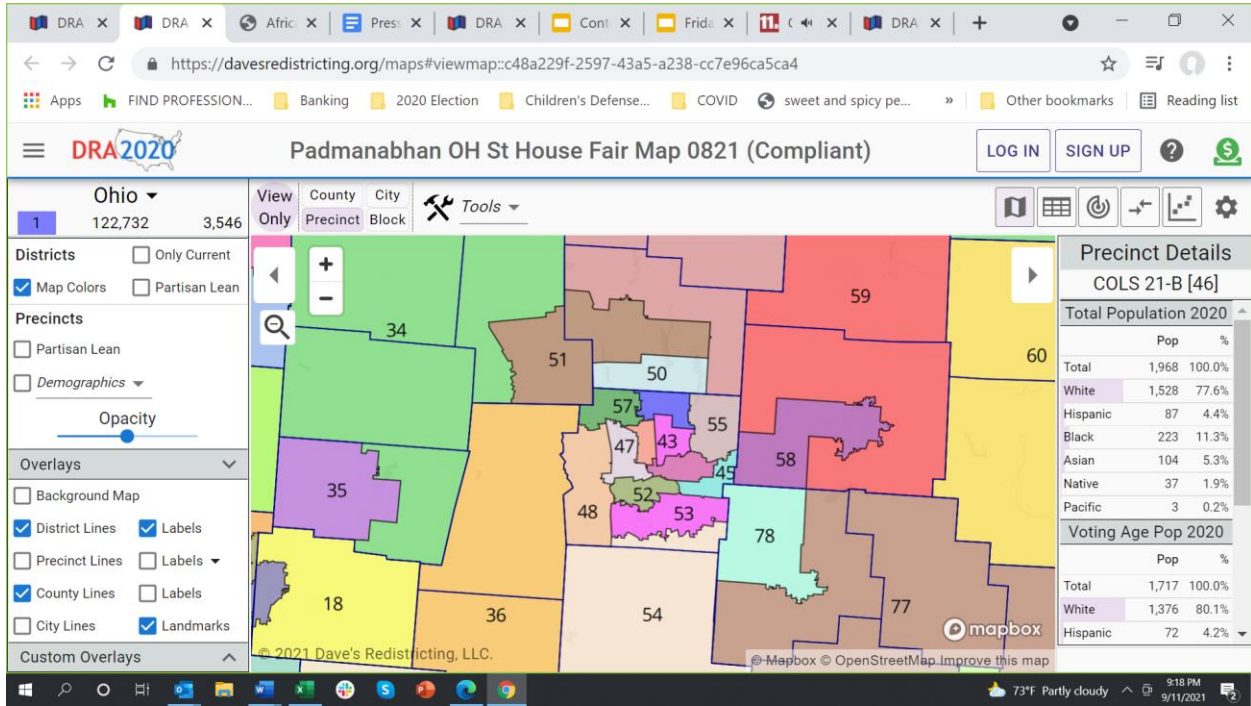 DRA
DRA
Afric
Press
DRA
Cont
Frida
11.
DRA
https://davesredistricting.org/maps#viewmap::c48a229f-2597-43a5-a238-cc7e96ca5ca4
Apps FIND PROFESSION... Banking 2020 Election Children's Defense... COVID sweet and spicy pe... » Other bookmarks Reading list
DRA2020 Padmanabhan OH St House Fair Map 0821 (Compliant) LOG IN SIGN UP
Ohio
1 122,732 3,546
View Only
County City
Precinct Block
Tools
Districts Only Current
Map Colors Partisan Lean
Precincts
Partisan Lean
Demographics
Opacity
Overlays
Background Map
District Lines Labels
Precinct Lines Labels
County Lines Labels
City Lines Landmarks
Custom Overlays
59
34
51
60
50
57
55
47
43
58
45
35
52
48
53
78
18
36
54
77
mapbox
© 2021 Dave's Redistricting, LLC.
© Mapbox © OpenStreetMap Improve this map
Precinct Details
COLS 21-B [46]
Total Population 2020
Pop %
Total 1,968 100.0%
White 1,528 77.6%
Hispanic 87 4.4%
Black 223 11.3%
Asian 104 5.3%
Native 37 1.9%
Pacific 3 0.2%
Voting Age Pop 2020
Pop %
Total 1,717 100.0%
White 1,376 80.1%
Hispanic 72 4.2%
73°F Partly cloudy
9:18 PM
9/11/2021
2